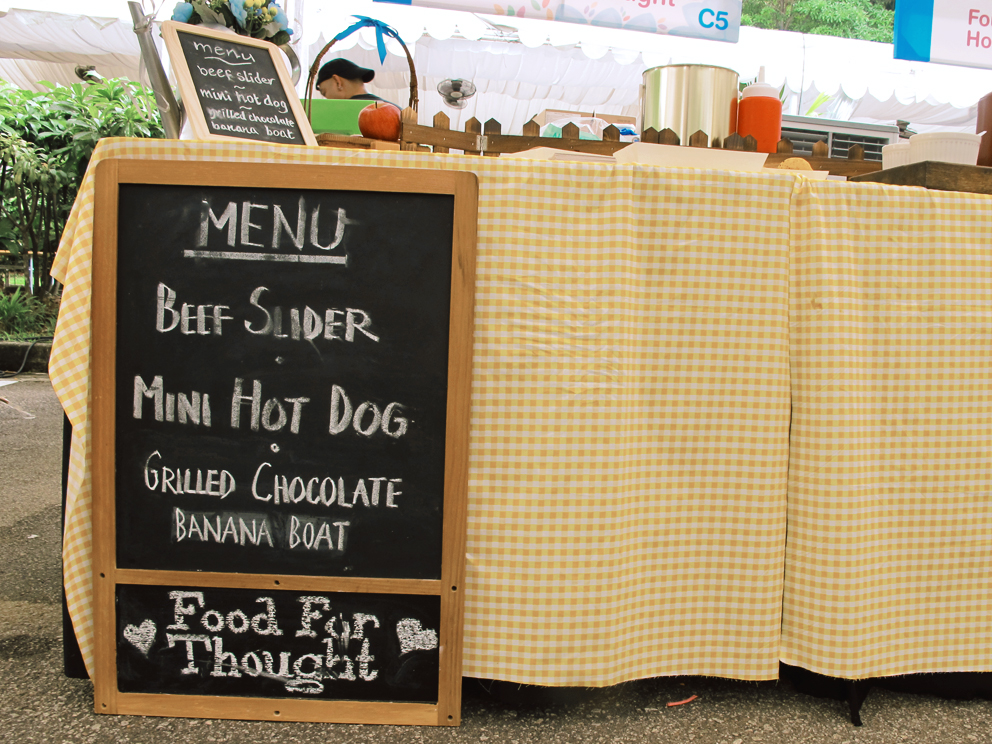 ught
C5
Fo
Ho
menu
beef slider
~
mini hot dog
~
grilled chocolate
banana boat
MENU
BEEF SLIDER
MINI HOT DOG
GRILLED CHOCOLATE
BANANA BOAT
Food For
Thought